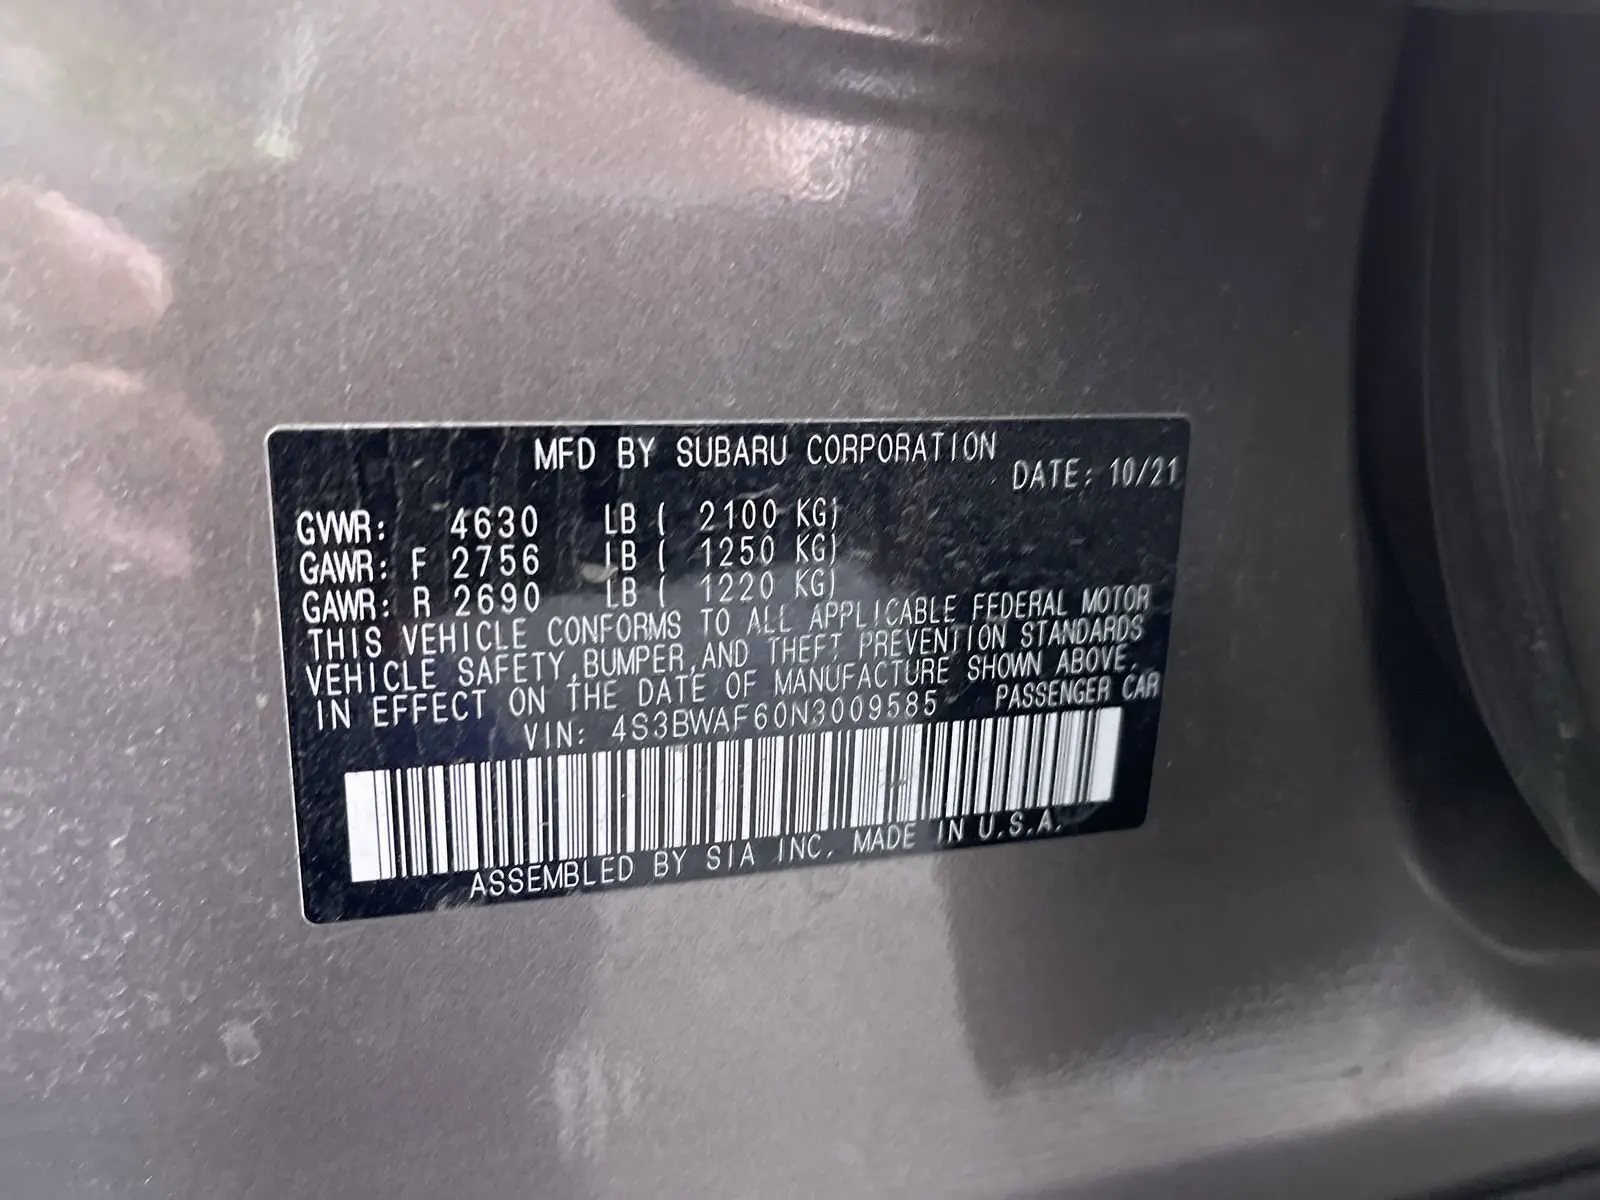 MFD BY SUBARU CORPORATION
DATE: 10/21
GVWR: 4630 LB ( 2100 KG)
GAWR: F 2756 LB ( 1250 KG)
GAWR: R 2690 LB ( 1220 KG)
THIS VEHICLE CONFORMS TO ALL APPLICABLE FEDERAL MOTOR
VEHICLE SAFETY,BUMPER,AND THEFT PREVENTION STANDARDS
IN EFFECT ON THE DATE OF MANUFACTURE SHOWN ABOVE.
VIN: 4S3BWAF60N3009585 PASSENGER CAR
ASSEMBLED BY SIA INC. MADE IN U.S.A.